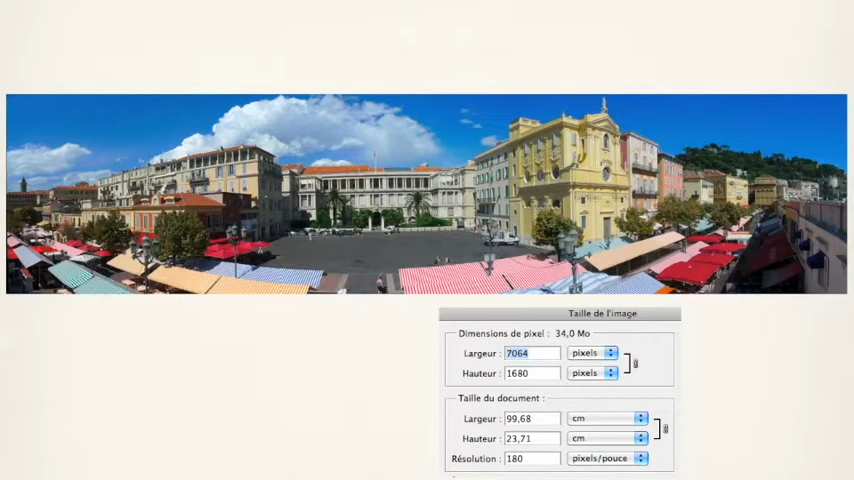 Taille de l'image
Dimensions de pixel : 34,0 Mo
Largeur : 7064 pixels
Hauteur : 1680 pixels
Taille du document :
Largeur : 99,68 cm
Hauteur : 23,71 cm
Résolution : 180 pixels/pouce